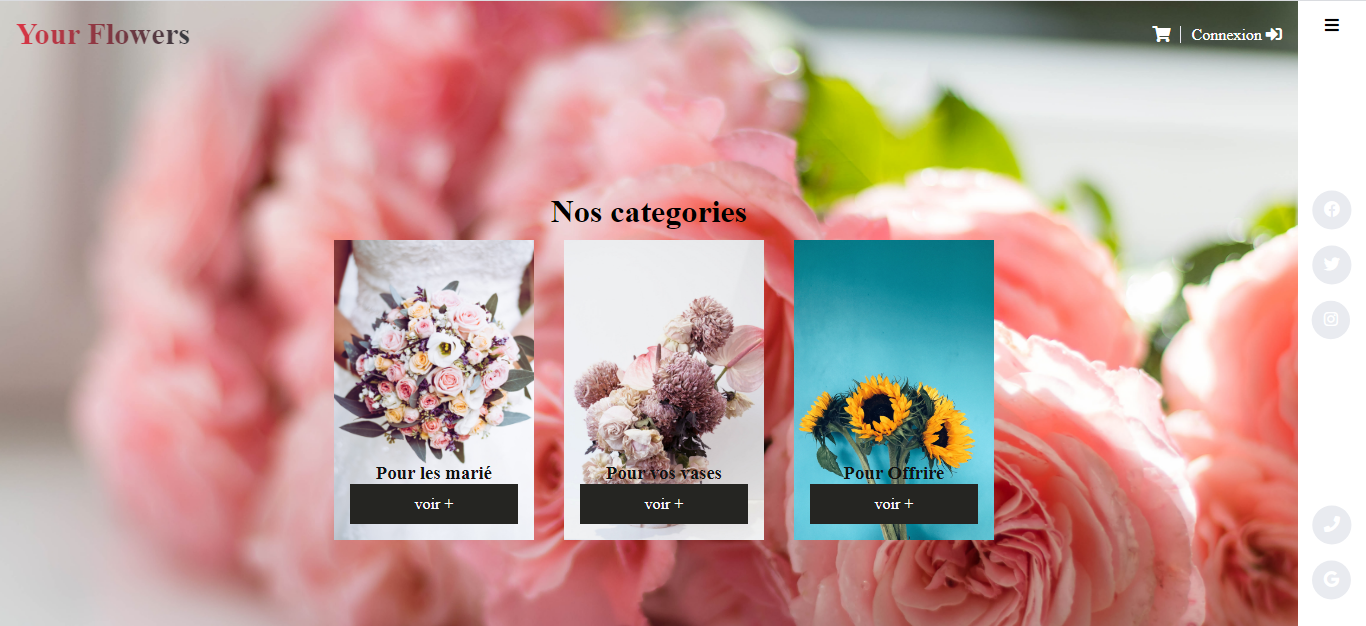 Your Flowers
Connexion
Nos categories
Pour les marié
voir +
Pour vos vases
voir +
Pour Offrire
voir +